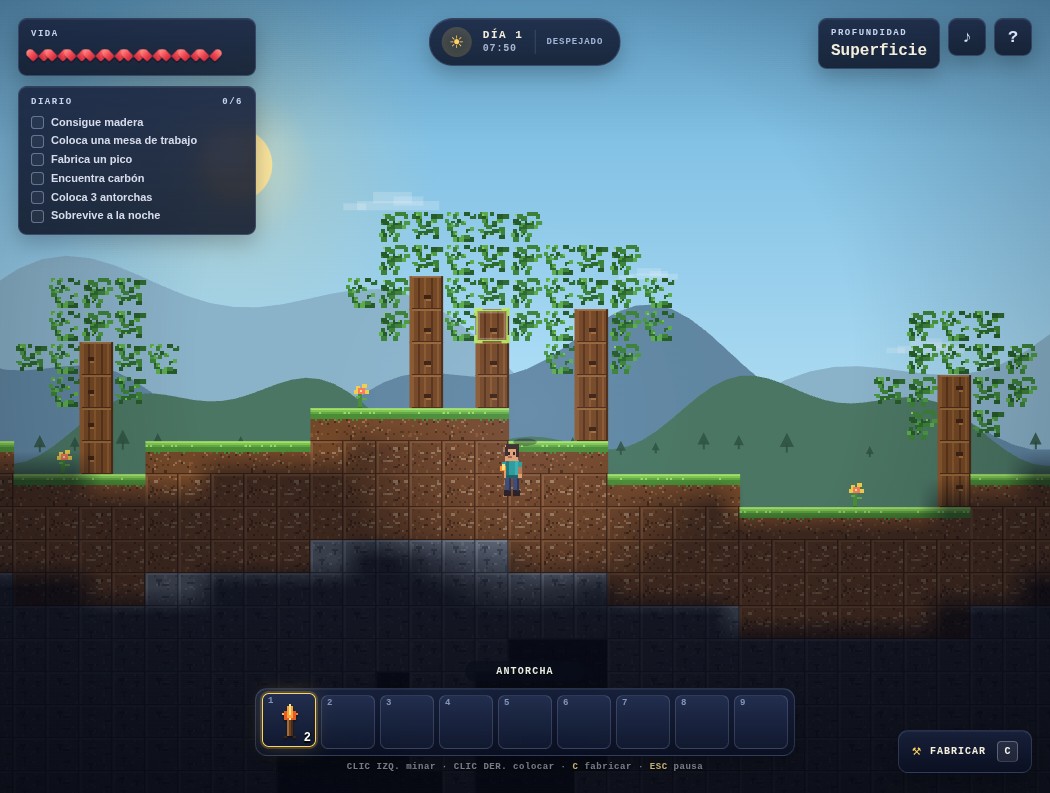 VIDA
DIARIO 0/6
Consigue madera
Coloca una mesa de trabajo
Fabrica un pico
Encuentra carbón
Coloca 3 antorchas
Sobrevive a la noche
DÍA 1
07:50
DESPEJADO
PROFUNDIDAD
Superficie
♪
?
ANTORCHA
1 2 3 4 5 6 7 8 9
2
CLIC IZQ. minar · CLIC DER. colocar · C fabricar · ESC pausa
FABRICAR C